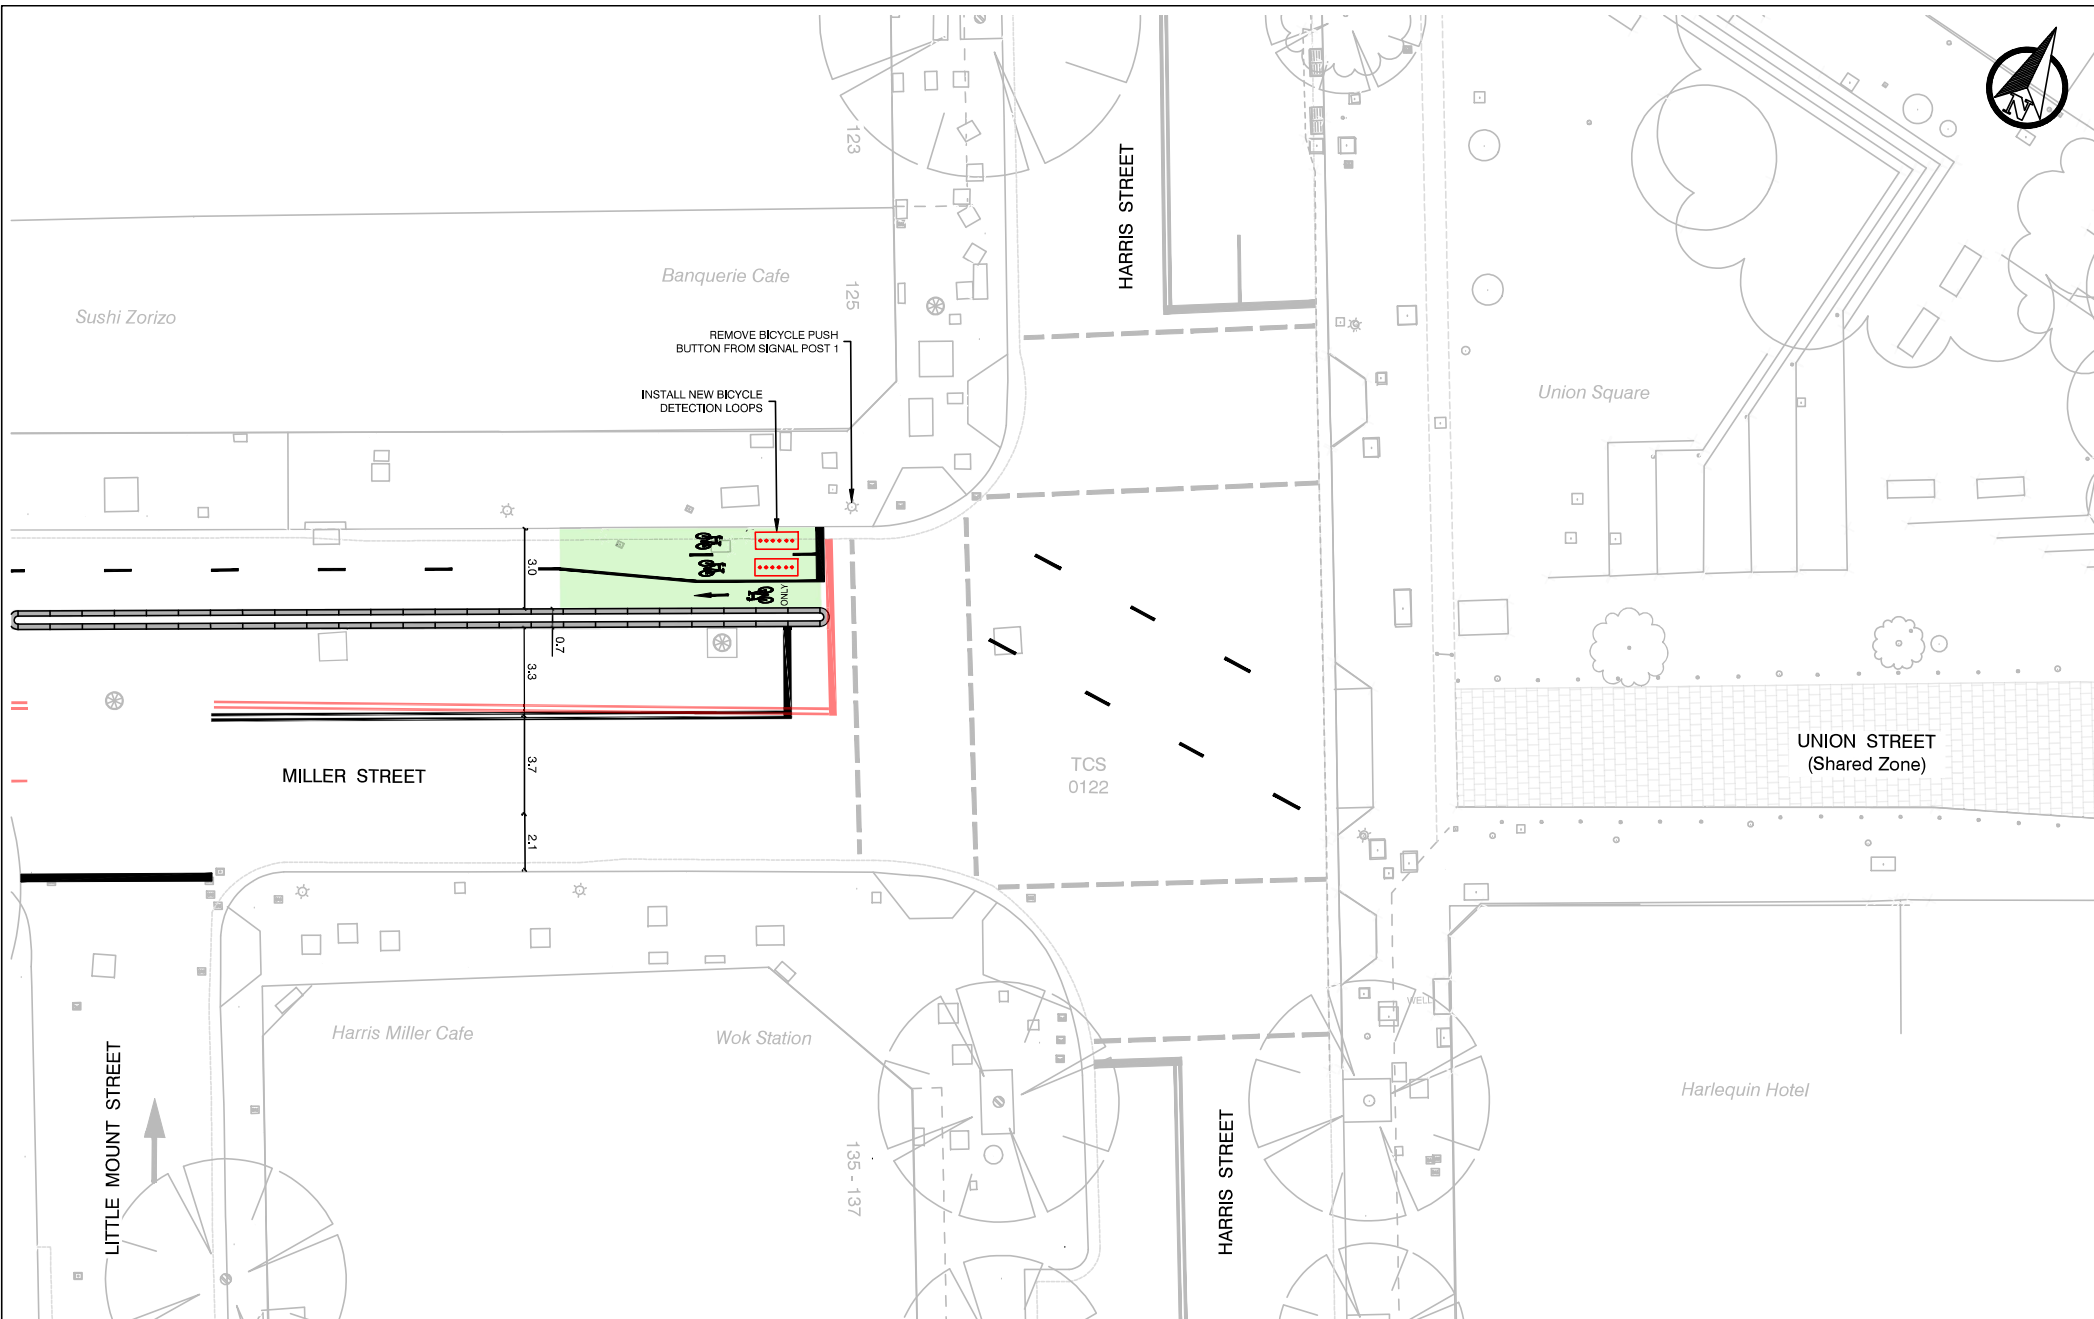 N
123
HARRIS STREET
Banquerie Cafe
125
Sushi Zorizo
REMOVE BICYCLE PUSH
BUTTON FROM SIGNAL POST 1
INSTALL NEW BICYCLE
DETECTION LOOPS
Union Square
3.0
ONLY
0.7
3.3
3.7
2.1
MILLER STREET
TCS
0122
UNION STREET
(Shared Zone)
WELL
Harris Miller Cafe
Wok Station
Harlequin Hotel
LITTLE MOUNT STREET
135 - 137
HARRIS STREET